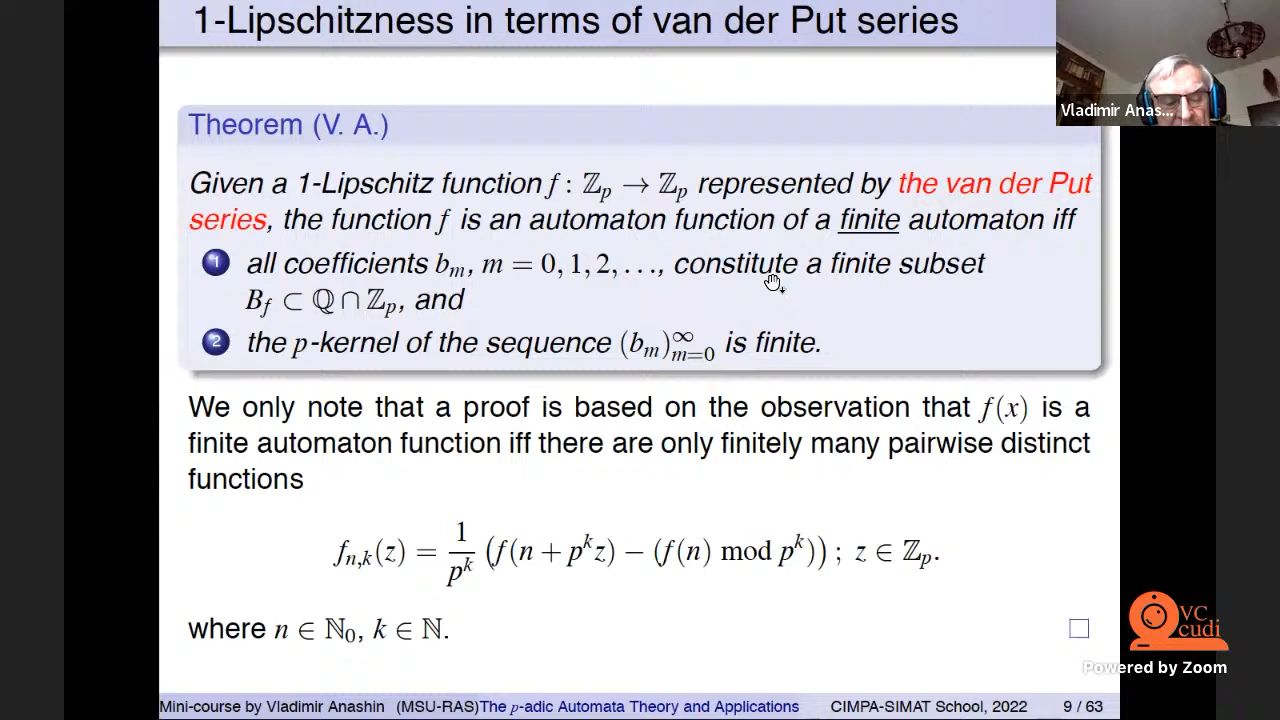 1-Lipschitzness in terms of van der Put series
Vladimir Anas...
Theorem (V. A.)
Given a 1-Lipschitz function f : ℤ_p → ℤ_p represented by the van der Put
series, the function f is an automaton function of a finite automaton iff
1 all coefficients b_m, m = 0, 1, 2, …, constitute a finite subset
B_f ⊂ ℚ ∩ ℤ_p, and
2 the p-kernel of the sequence (b_m)_{m=0}^∞ is finite.
We only note that a proof is based on the observation that f(x) is a
finite automaton function iff there are only finitely many pairwise distinct
functions
f_{n,k}(z) = 1/p^k (f(n + p^k z) − (f(n) mod p^k)) ; z ∈ ℤ_p.
where n ∈ ℕ_0, k ∈ ℕ.
VC
cudi
Powered by Zoom
Mini-course by Vladimir Anashin (MSU-RAS) The p-adic Automata Theory and Applications CIMPA-SIMAT School, 2022 9 / 63